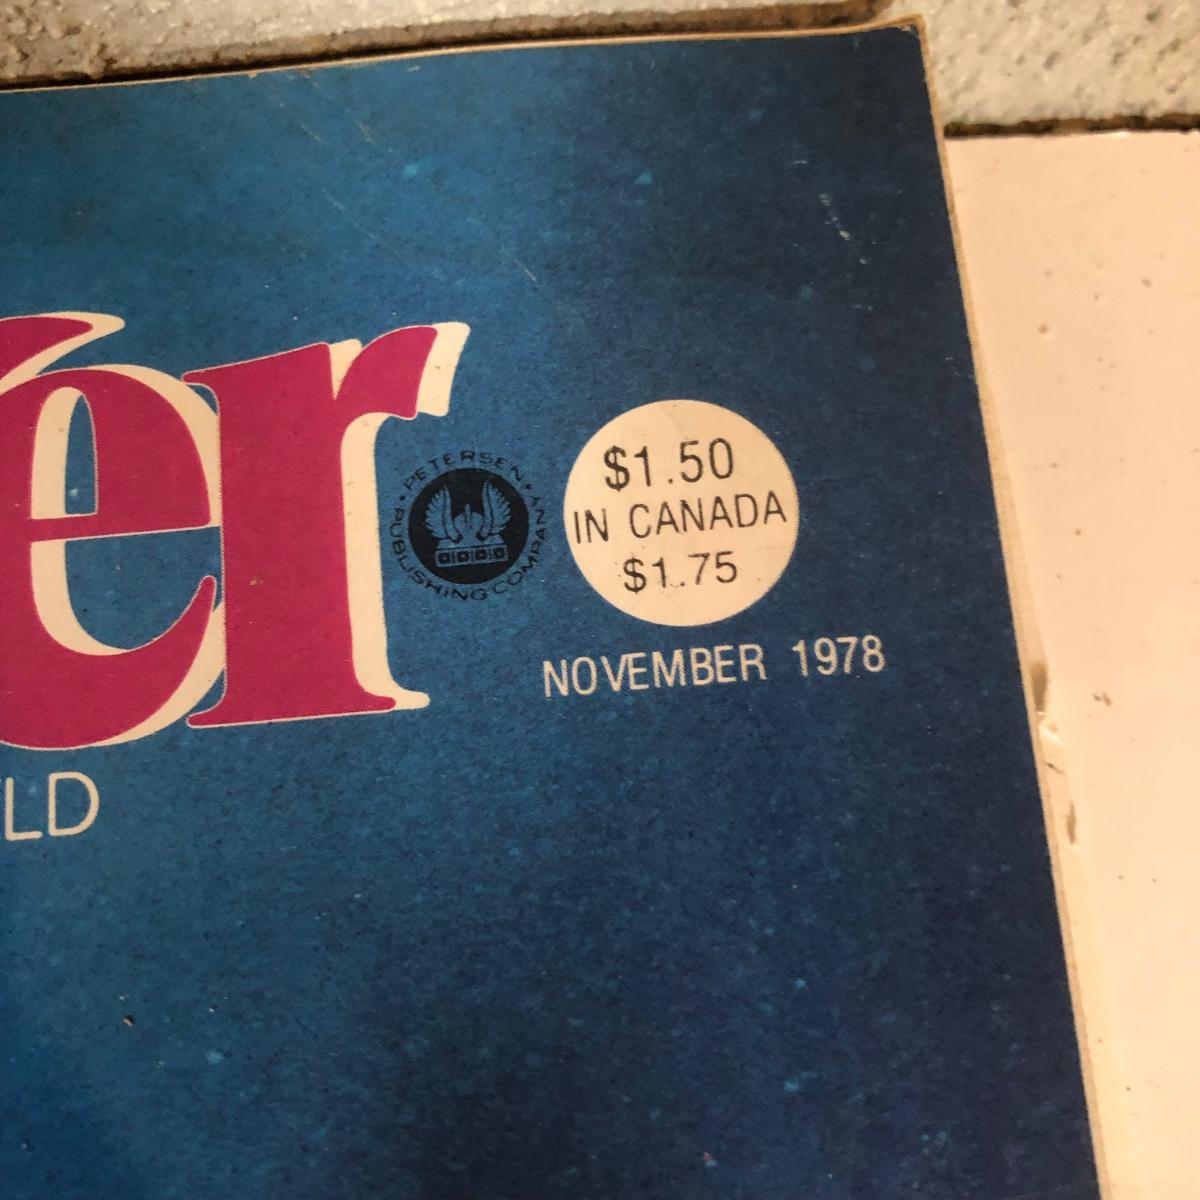 er
$1.50
IN CANADA
$1.75
• PETERSEN • PUBLISHING COMPANY
NOVEMBER 1978
LD